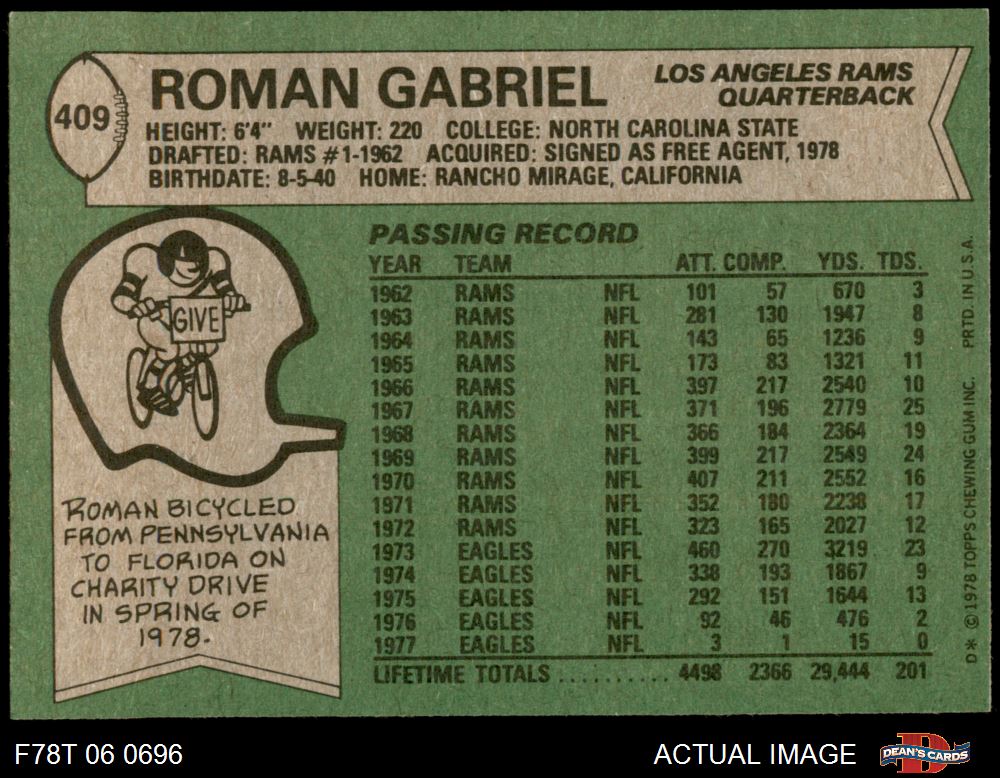 409
ROMAN GABRIEL
LOS ANGELES RAMS
QUARTERBACK
HEIGHT: 6'4" WEIGHT: 220 COLLEGE: NORTH CAROLINA STATE
DRAFTED: RAMS #1-1962 ACQUIRED: SIGNED AS FREE AGENT, 1978
BIRTHDATE: 8-5-40 HOME: RANCHO MIRAGE, CALIFORNIA
GIVE
ROMAN BICYCLED
FROM PENNSYLVANIA
TO FLORIDA ON
CHARITY DRIVE
IN SPRING OF
1978.
PASSING RECORD
YEAR TEAM ATT. COMP. YDS. TDS.
1962 RAMS NFL 101 57 670 3
1963 RAMS NFL 281 130 1947 8
1964 RAMS NFL 143 65 1236 9
1965 RAMS NFL 173 83 1321 11
1966 RAMS NFL 397 217 2540 10
1967 RAMS NFL 371 196 2779 25
1968 RAMS NFL 366 184 2364 19
1969 RAMS NFL 399 217 2549 24
1970 RAMS NFL 407 211 2552 16
1971 RAMS NFL 352 180 2238 17
1972 RAMS NFL 323 165 2027 12
1973 EAGLES NFL 460 270 3219 23
1974 EAGLES NFL 338 193 1867 9
1975 EAGLES NFL 292 151 1644 13
1976 EAGLES NFL 92 46 476 2
1977 EAGLES NFL 3 1 15 0
LIFETIME TOTALS .......... 4498 2366 29,444 201
D* © 1978 TOPPS CHEWING GUM INC. PRTD. IN U.S.A.
F78T 06 0696
ACTUAL IMAGE
DEAN'S CARDS